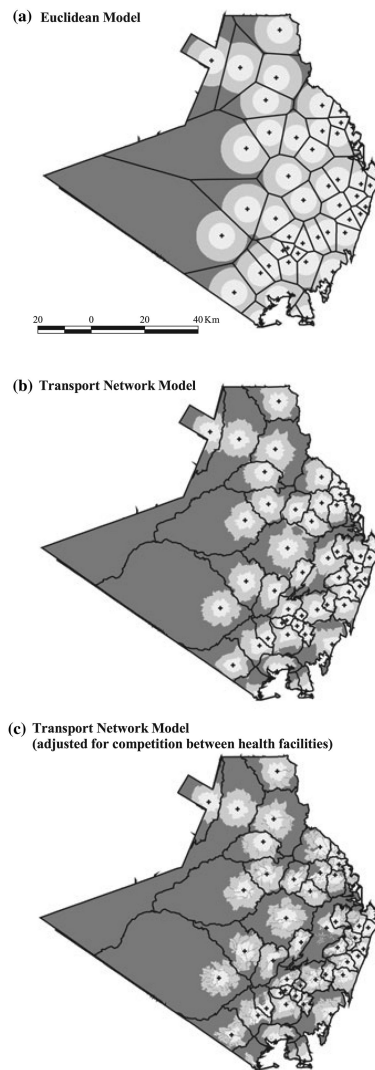 (a) Euclidean Model
20 0 20 40 Km
(b) Transport Network Model
(c) Transport Network Model
(adjusted for competition between health facilities)